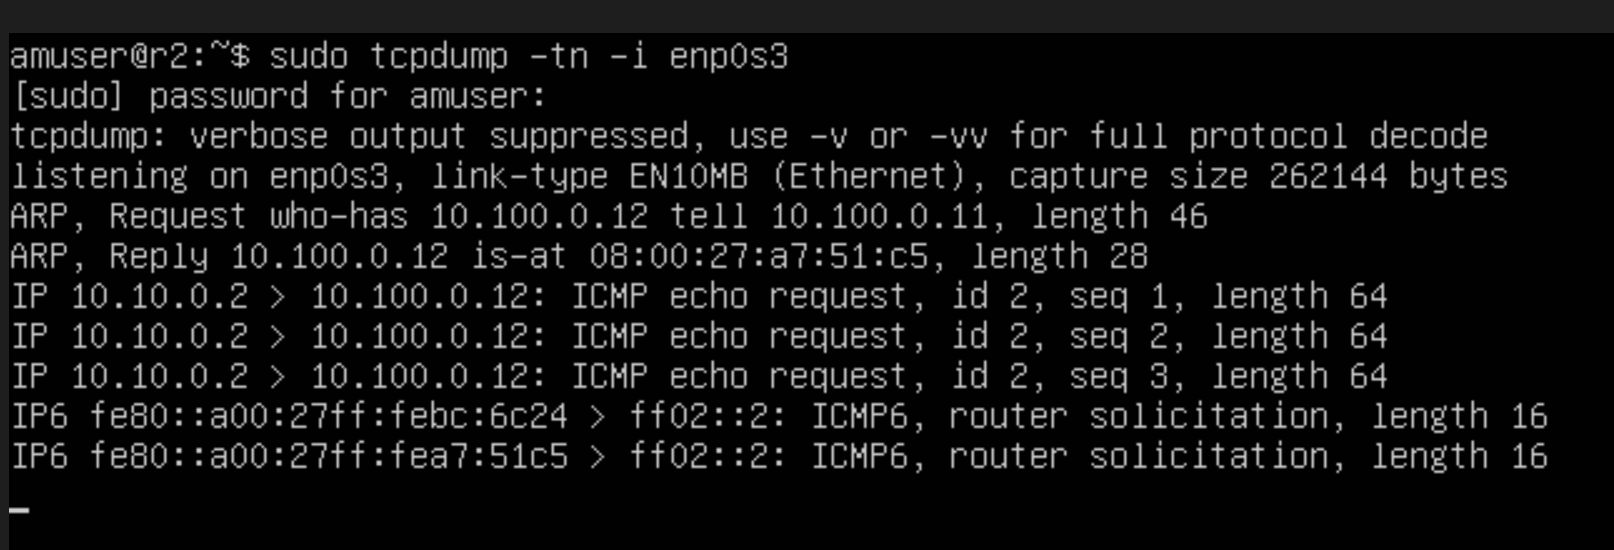 amuser@r2:~$ sudo tcpdump -tn -i enp0s3
[sudo] password for amuser:
tcpdump: verbose output suppressed, use -v or -vv for full protocol decode
listening on enp0s3, link-type EN10MB (Ethernet), capture size 262144 bytes
ARP, Request who-has 10.100.0.12 tell 10.100.0.11, length 46
ARP, Reply 10.100.0.12 is-at 08:00:27:a7:51:c5, length 28
IP 10.10.0.2 > 10.100.0.12: ICMP echo request, id 2, seq 1, length 64
IP 10.10.0.2 > 10.100.0.12: ICMP echo request, id 2, seq 2, length 64
IP 10.10.0.2 > 10.100.0.12: ICMP echo request, id 2, seq 3, length 64
IP6 fe80::a00:27ff:febc:6c24 > ff02::2: ICMP6, router solicitation, length 16
IP6 fe80::a00:27ff:fea7:51c5 > ff02::2: ICMP6, router solicitation, length 16